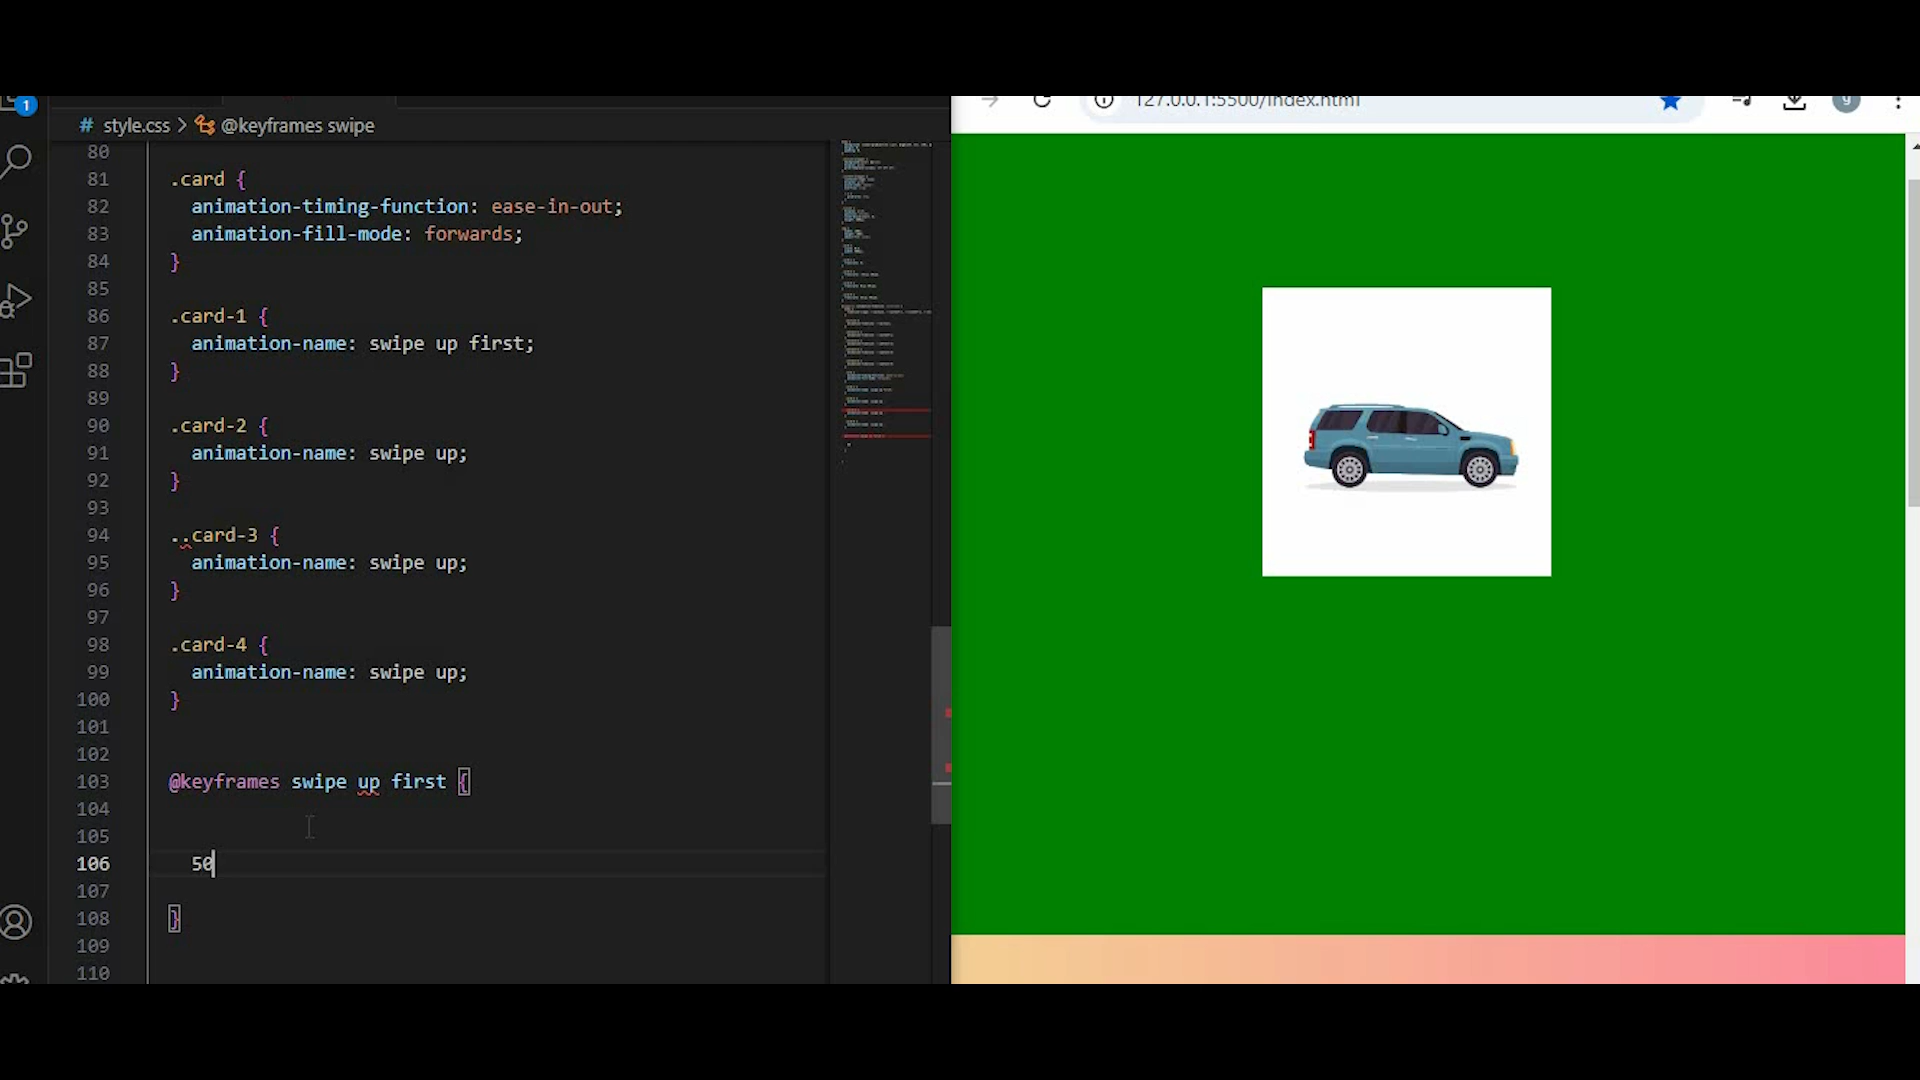 1
127.0.0.1:5500/index.html
g
# style.css > @keyframes swipe
80
81 .card {
82 animation-timing-function: ease-in-out;
83 animation-fill-mode: forwards;
84 }
85
86 .card-1 {
87 animation-name: swipe up first;
88 }
89
90 .card-2 {
91 animation-name: swipe up;
92 }
93
94 ..card-3 {
95 animation-name: swipe up;
96 }
97
98 .card-4 {
99 animation-name: swipe up;
100 }
101
102
103 @keyframes swipe up first {
104
105
106 50
107
108 }
109
110